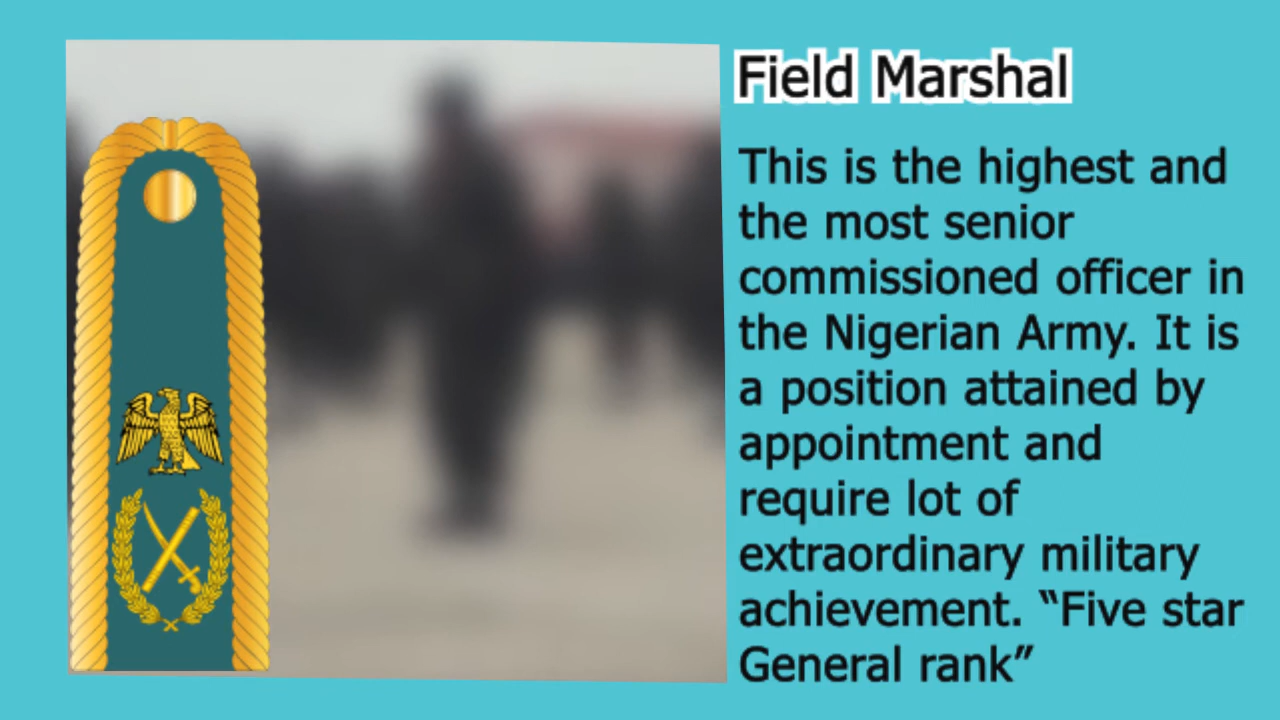 Field Marshal
This is the highest and
the most senior
commissioned officer in
the Nigerian Army. It is
a position attained by
appointment and
require lot of
extraordinary military
achievement. “Five star
General rank”